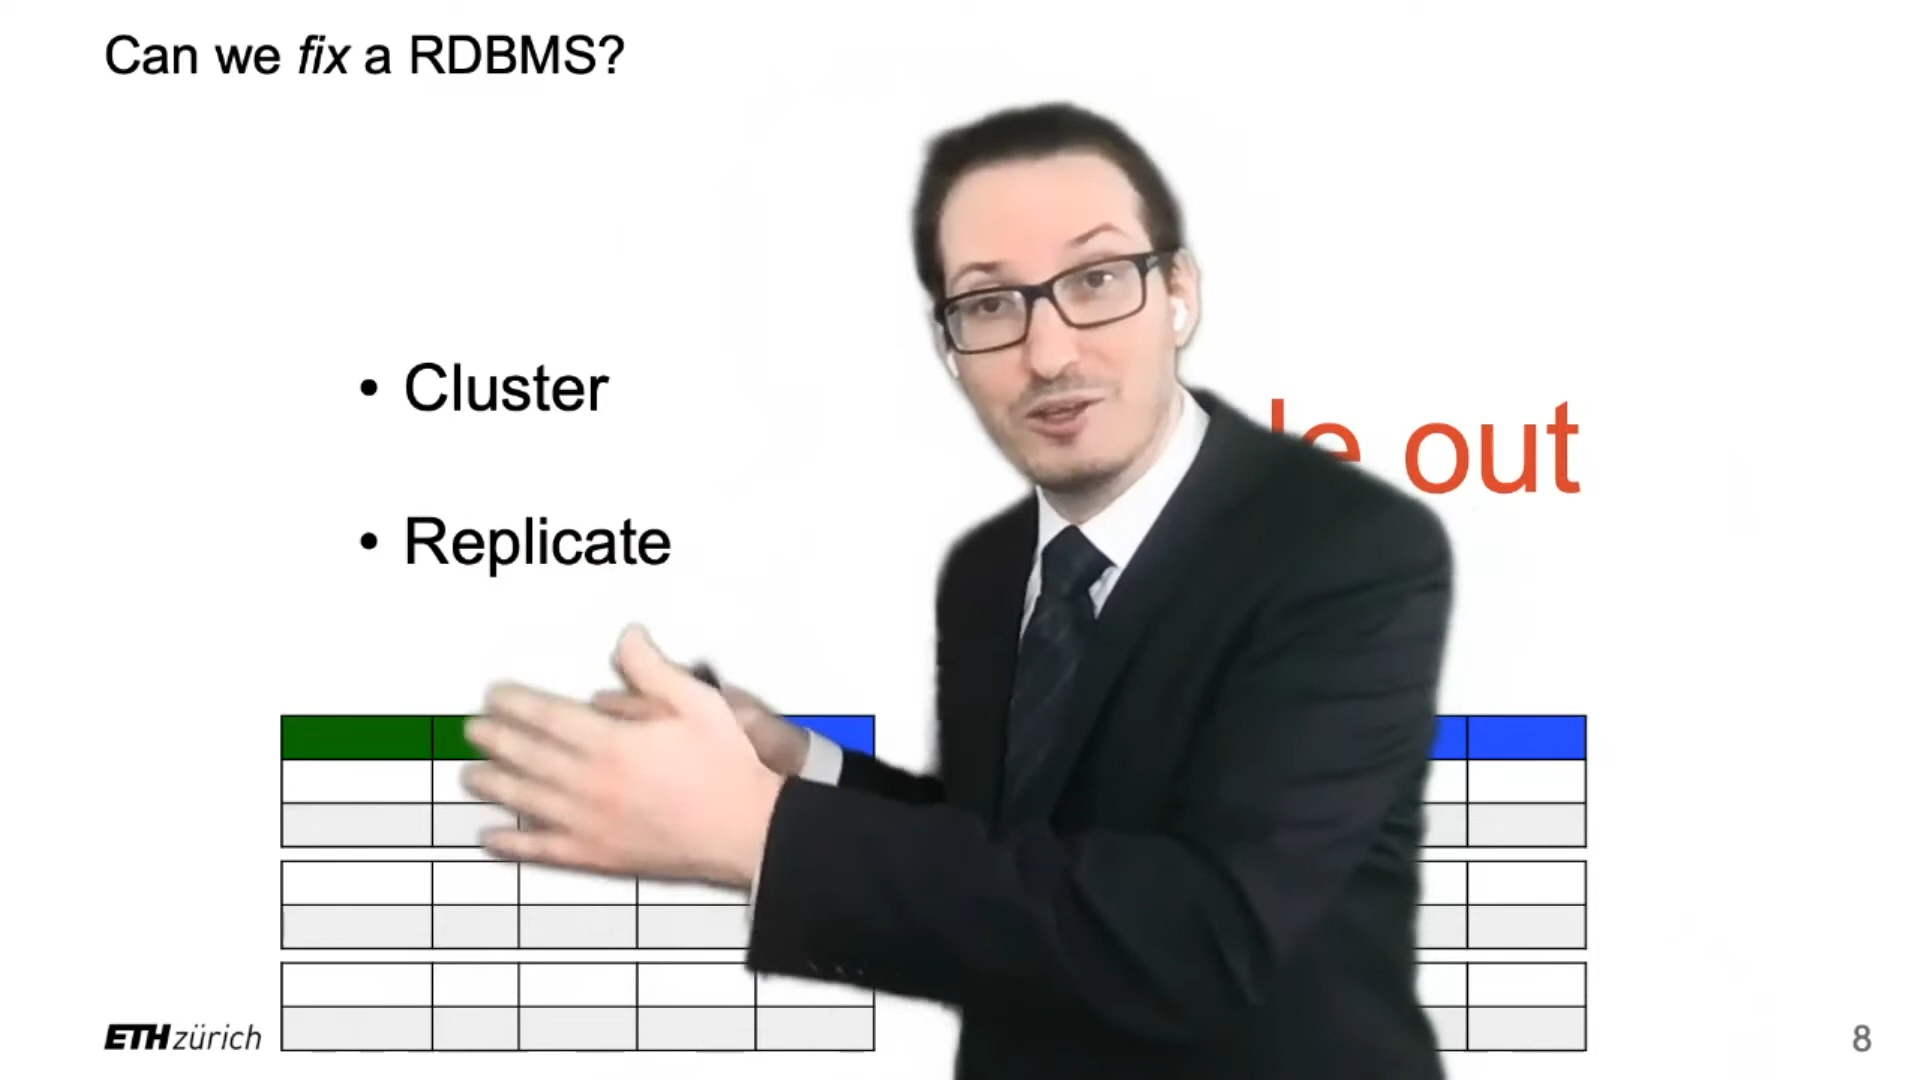 Can we fix a RDBMS?
• Cluster
out
• Replicate
ETH zürich
8